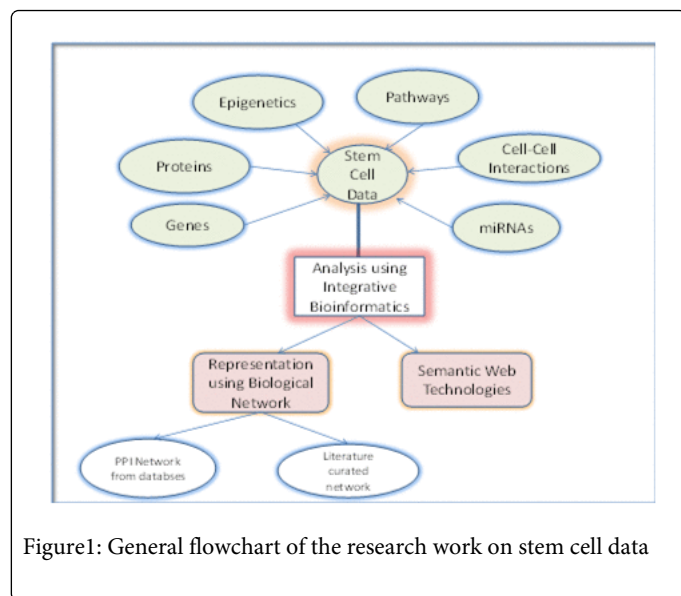 Epigenetics
Pathways
Proteins
Stem
Cell
Data
Cell-Cell
Interactions
Genes
miRNAs
Analysis using
Integrative
Bioinformatics
Representation
using Biological
Network
Semantic Web
Technologies
PPI Network
from databses
Literature
curated
network
Figure1: General flowchart of the research work on stem cell data